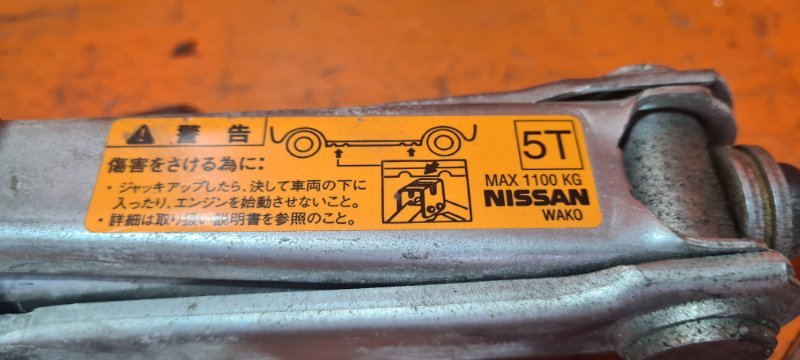 警告
傷害をさける為に:
・ジャッキアップしたら、決して車両の下に
入ったり、エンジンを始動させないこと。
・詳細は取り扱い説明書を参照のこと。
5T
MAX 1100 KG
NISSAN
WAKO